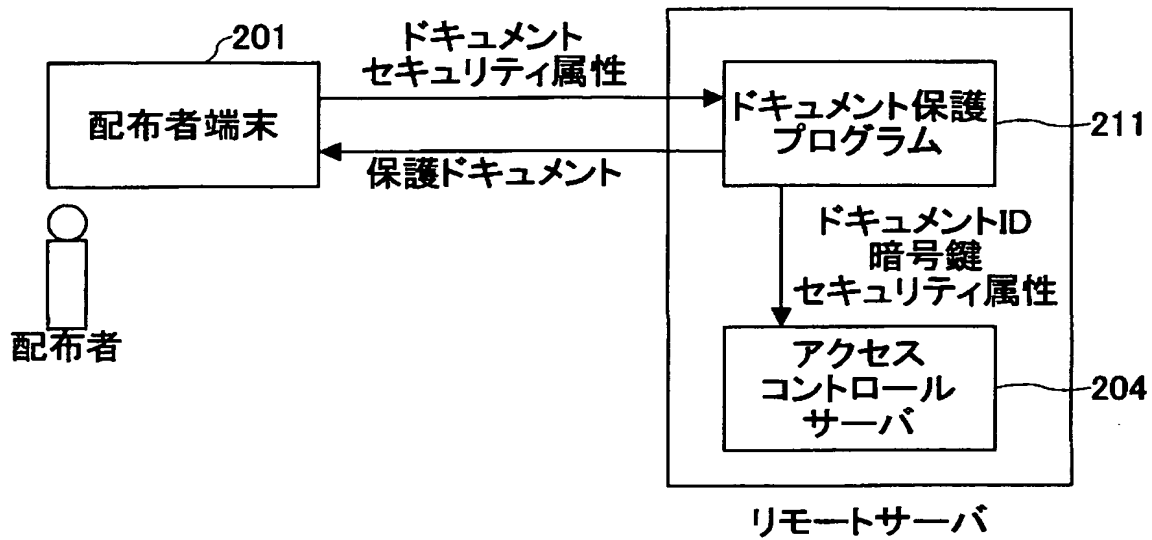 201
配布者端末
ドキュメント
セキュリティ属性
保護ドキュメント
配布者
ドキュメント保護
プログラム
211
ドキュメントID
暗号鍵
セキュリティ属性
アクセス
コントロール
サーバ
204
リモートサーバ